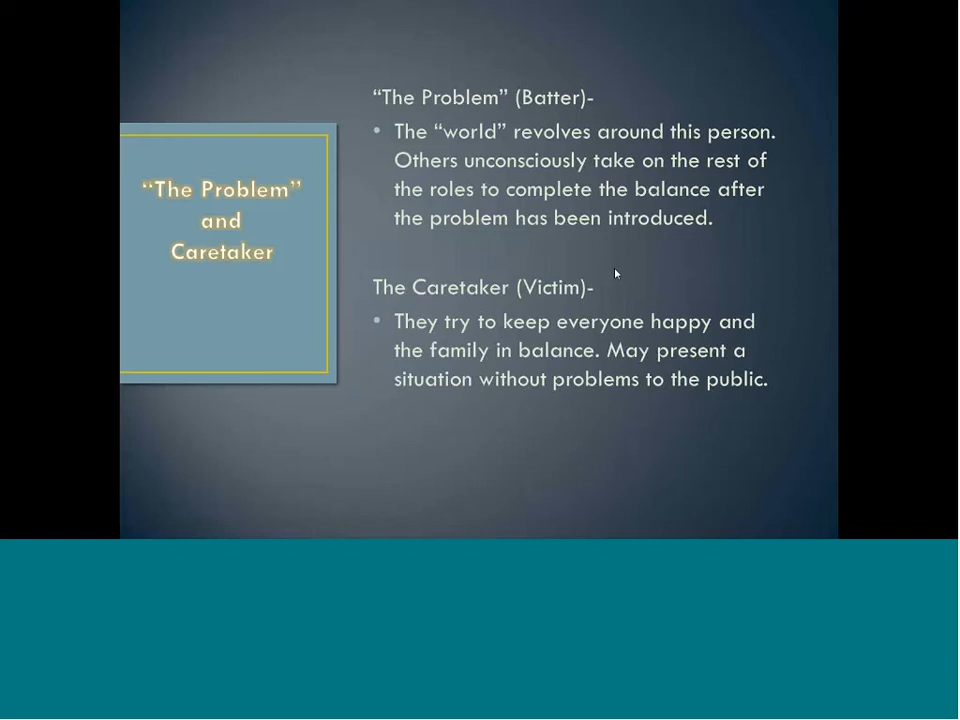 “The Problem”
and
Caretaker
“The Problem” (Batter)-
• The “world” revolves around this person.
Others unconsciously take on the rest of
the roles to complete the balance after
the problem has been introduced.
The Caretaker (Victim)-
• They try to keep everyone happy and
the family in balance. May present a
situation without problems to the public.